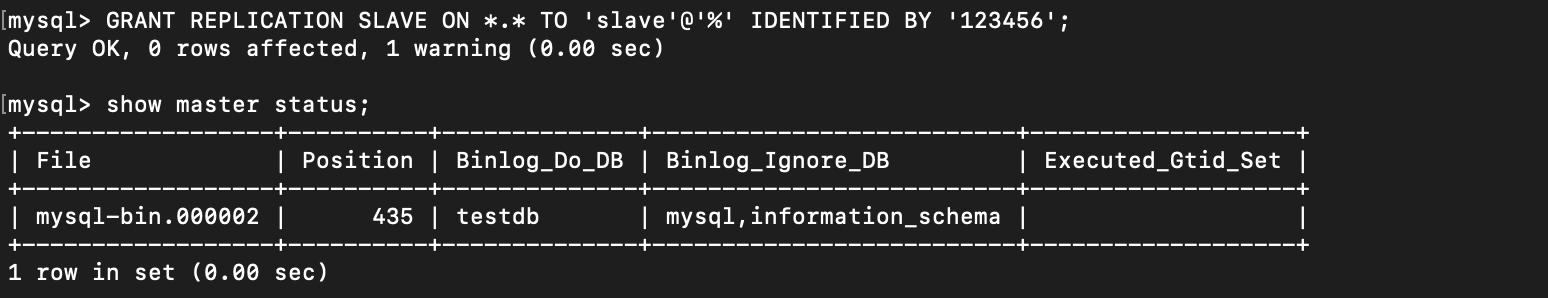 [mysql> GRANT REPLICATION SLAVE ON *.* TO 'slave'@'%' IDENTIFIED BY '123456';
Query OK, 0 rows affected, 1 warning (0.00 sec)
[mysql> show master status;
+------------------+----------+--------------+--------------------------+-------------------+
| File             | Position | Binlog_Do_DB | Binlog_Ignore_DB         | Executed_Gtid_Set |
+------------------+----------+--------------+--------------------------+-------------------+
| mysql-bin.000002 |      435 | testdb       | mysql,information_schema |                   |
+------------------+----------+--------------+--------------------------+-------------------+
1 row in set (0.00 sec)